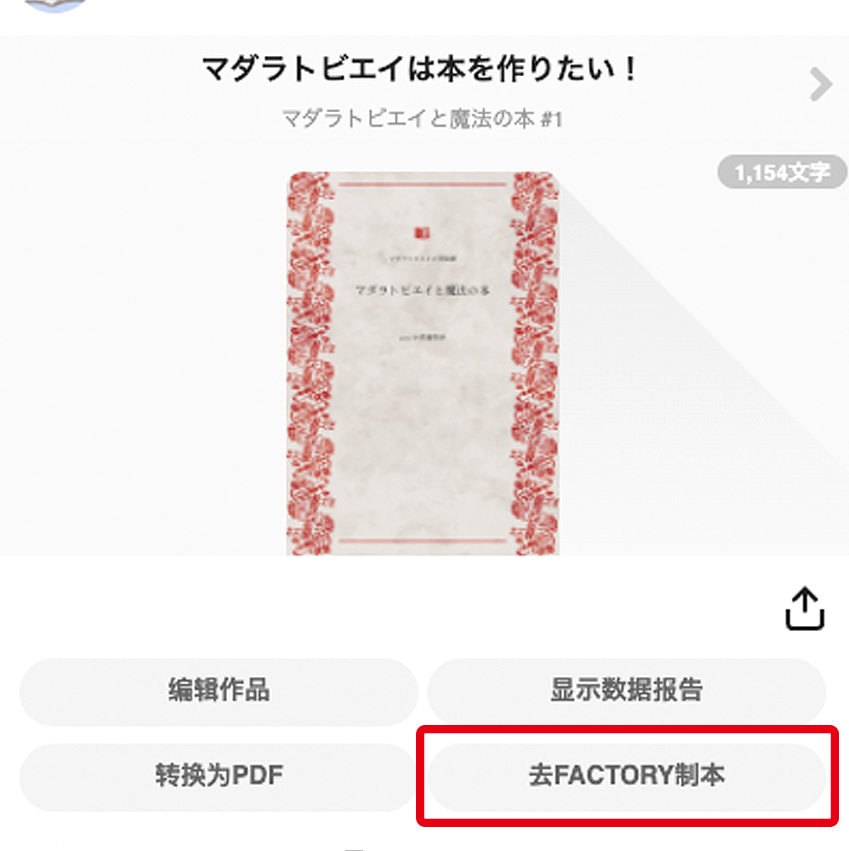 マダラトビエイは本を作りたい！
マダラトビエイと魔法の本 #1
1,154文字
マダラトビエイと魔法の本
编辑作品
显示数据报告
转换为PDF
去FACTORY制本